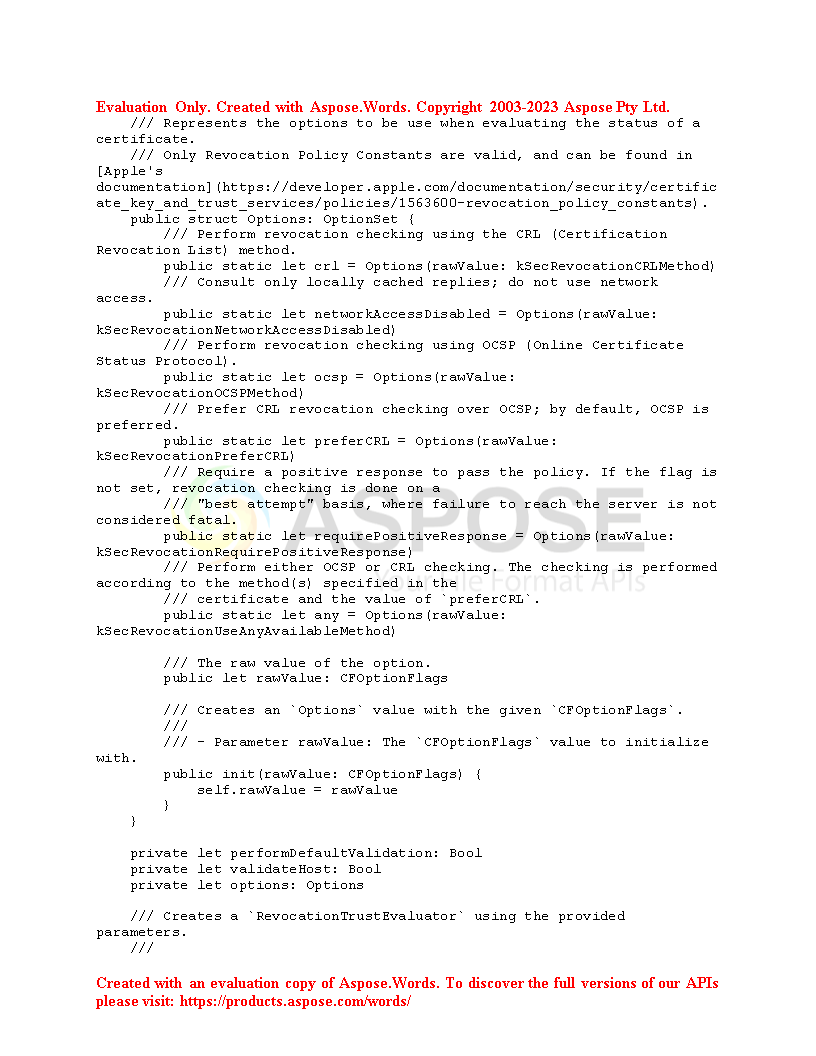 Evaluation Only. Created with Aspose.Words. Copyright 2003-2023 Aspose Pty Ltd.
    /// Represents the options to be use when evaluating the status of a
certificate.
    /// Only Revocation Policy Constants are valid, and can be found in
[Apple's
documentation](https://developer.apple.com/documentation/security/certific
ate_key_and_trust_services/policies/1563600-revocation_policy_constants).
    public struct Options: OptionSet {
        /// Perform revocation checking using the CRL (Certification
Revocation List) method.
        public static let crl = Options(rawValue: kSecRevocationCRLMethod)
        /// Consult only locally cached replies; do not use network
access.
        public static let networkAccessDisabled = Options(rawValue:
kSecRevocationNetworkAccessDisabled)
        /// Perform revocation checking using OCSP (Online Certificate
Status Protocol).
        public static let ocsp = Options(rawValue:
kSecRevocationOCSPMethod)
        /// Prefer CRL revocation checking over OCSP; by default, OCSP is
preferred.
        public static let preferCRL = Options(rawValue:
kSecRevocationPreferCRL)
        /// Require a positive response to pass the policy. If the flag is
not set, revocation checking is done on a
        /// "best attempt" basis, where failure to reach the server is not
considered fatal.
        public static let requirePositiveResponse = Options(rawValue:
kSecRevocationRequirePositiveResponse)
        /// Perform either OCSP or CRL checking. The checking is performed
according to the method(s) specified in the
        /// certificate and the value of `preferCRL`.
        public static let any = Options(rawValue:
kSecRevocationUseAnyAvailableMethod)

        /// The raw value of the option.
        public let rawValue: CFOptionFlags

        /// Creates an `Options` value with the given `CFOptionFlags`.
        ///
        /// - Parameter rawValue: The `CFOptionFlags` value to initialize
with.
        public init(rawValue: CFOptionFlags) {
            self.rawValue = rawValue
        }
    }

    private let performDefaultValidation: Bool
    private let validateHost: Bool
    private let options: Options

    /// Creates a `RevocationTrustEvaluator` using the provided
parameters.
    ///
ASPOSE
Format APIs
Created with an evaluation copy of Aspose.Words. To discover the full versions of our APIs
please visit: https://products.aspose.com/words/